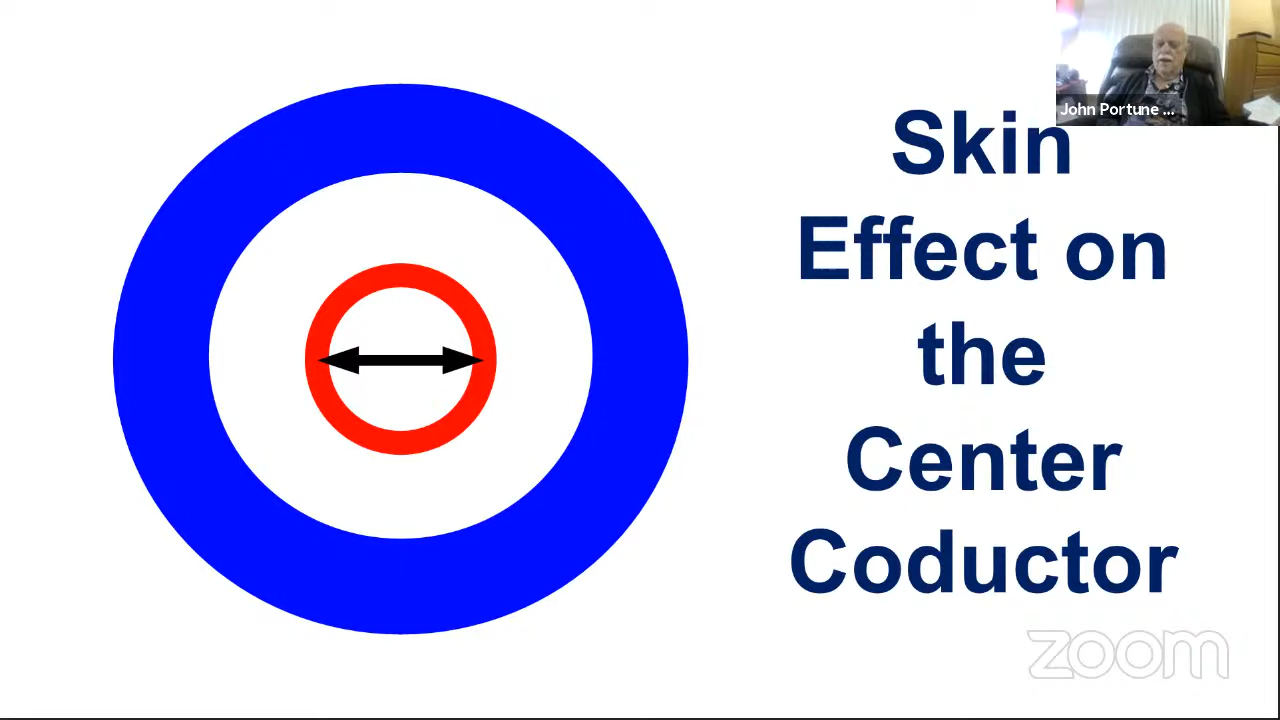 John Portune ...
Skin
Effect on
the
Center
Coductor
zoom